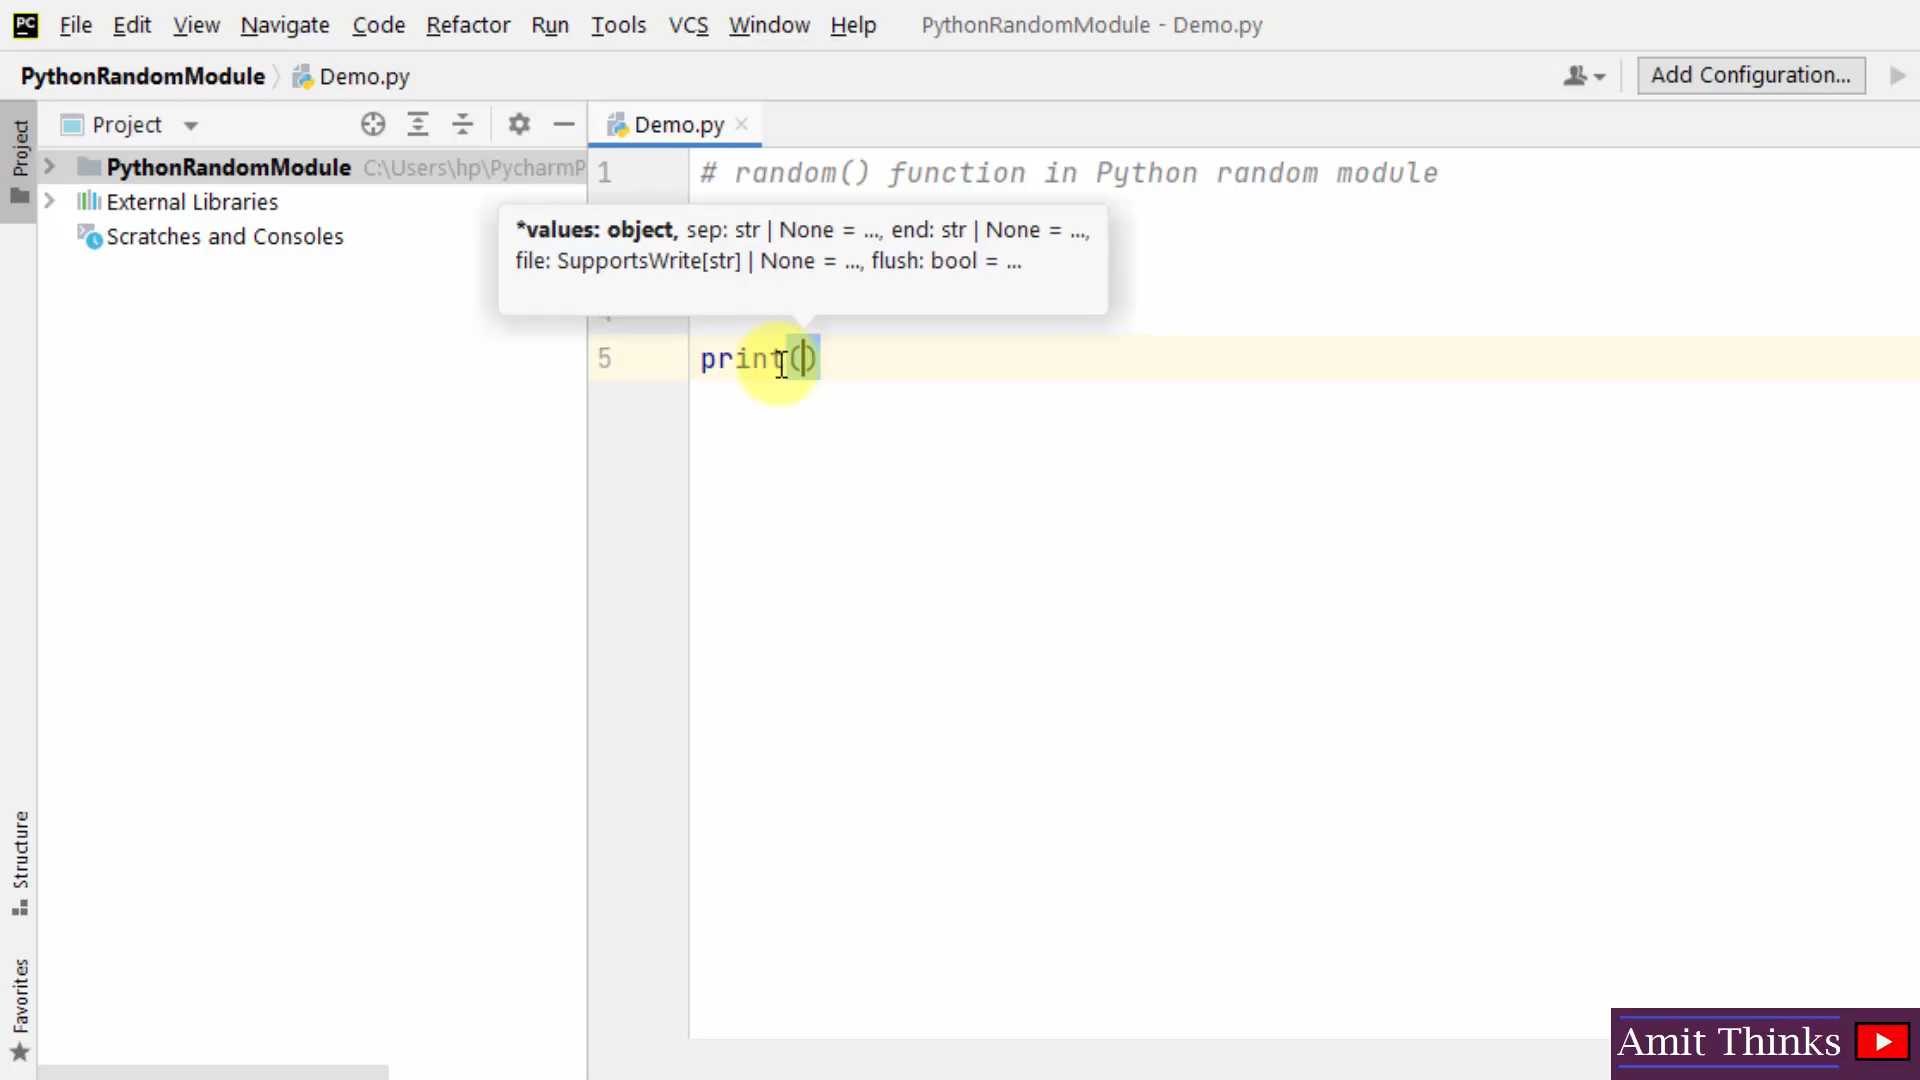 PC File Edit View Navigate Code Refactor Run Tools VCS Window Help PythonRandomModule - Demo.py
PythonRandomModule Demo.py Add Configuration...
Project Project Demo.py
PythonRandomModule C:\Users\hp\PycharmP
External Libraries
Scratches and Consoles
1 # random() function in Python random module
*values: object, sep: str | None = ..., end: str | None = ...,
file: SupportsWrite[str] | None = ..., flush: bool = ...
5 print()
Structure
Favorites
Amit Thinks